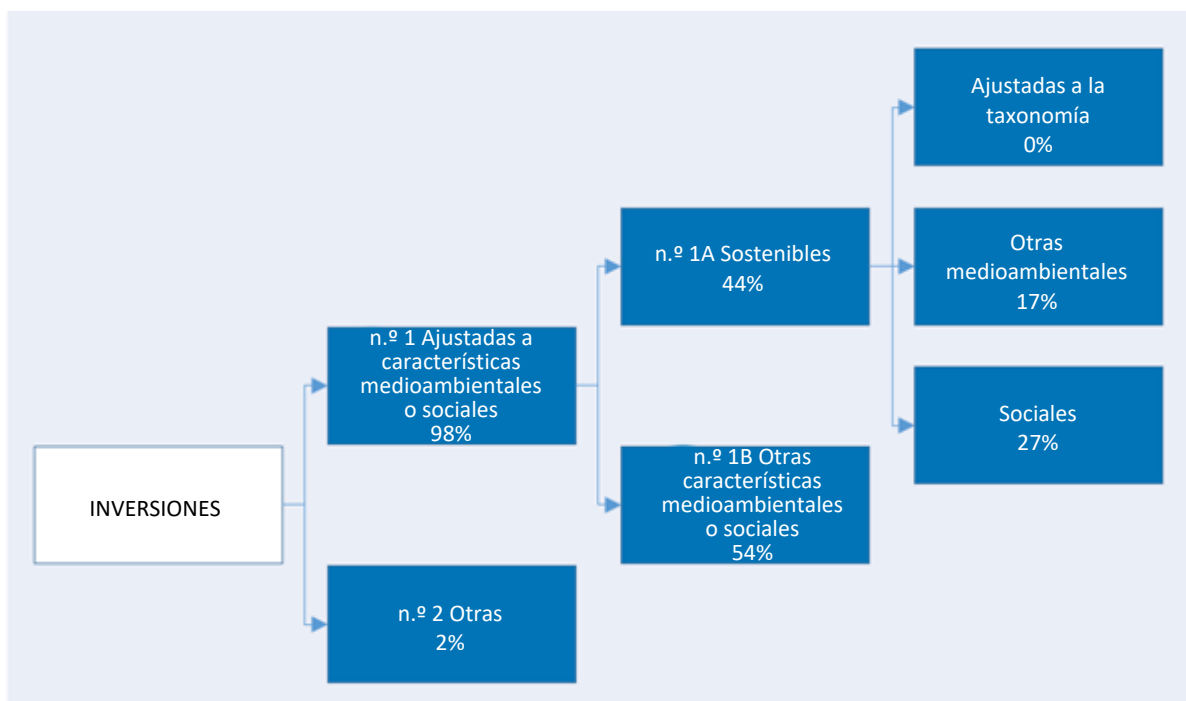 INVERSIONES
n.º 1 Ajustadas a
características
medioambientales
o sociales
98%
n.º 2 Otras
2%
n.º 1A Sostenibles
44%
n.º 1B Otras
características
medioambientales
o sociales
54%
Ajustadas a la
taxonomía
0%
Otras
medioambientales
17%
Sociales
27%